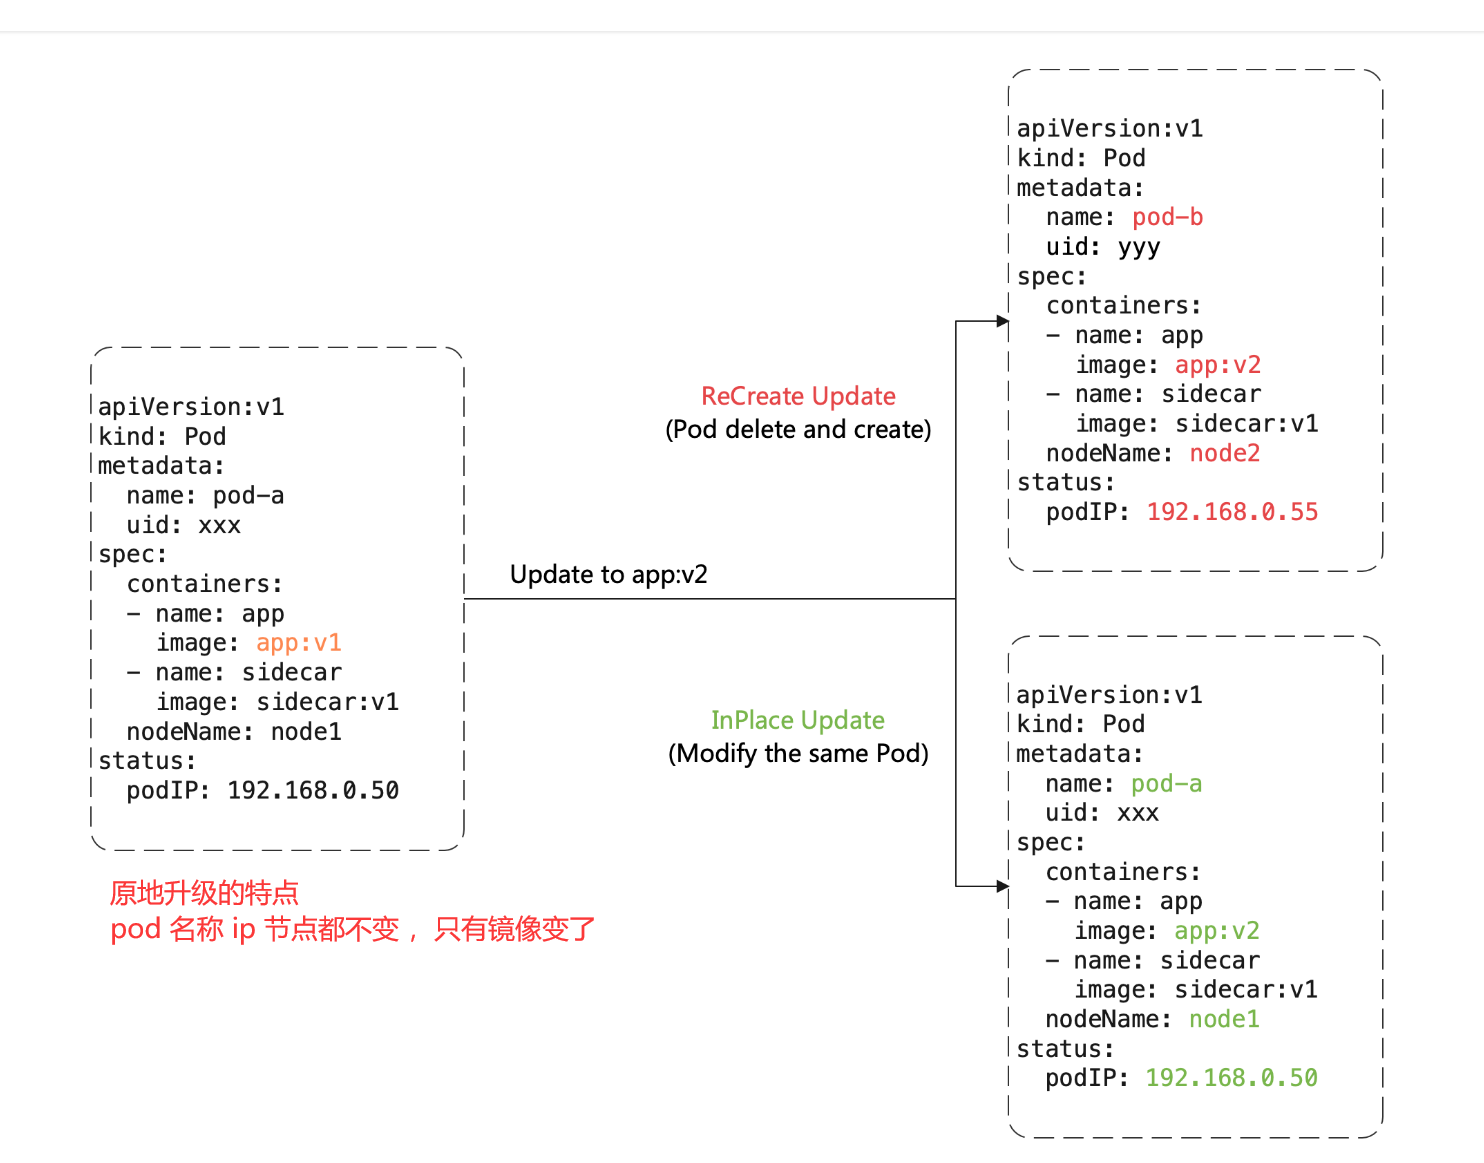 apiVersion:v1
kind: Pod
metadata:
  name: pod-a
  uid: xxx
spec:
  containers:
  - name: app
    image: app:v1
  - name: sidecar
    image: sidecar:v1
  nodeName: node1
status:
  podIP: 192.168.0.50
原地升级的特点
pod 名称 ip 节点都不变 ，只有镜像变了
Update to app:v2
ReCreate Update
(Pod delete and create)
InPlace Update
(Modify the same Pod)
apiVersion:v1
kind: Pod
metadata:
  name: pod-b
  uid: yyy
spec:
  containers:
  - name: app
    image: app:v2
  - name: sidecar
    image: sidecar:v1
  nodeName: node2
status:
  podIP: 192.168.0.55
apiVersion:v1
kind: Pod
metadata:
  name: pod-a
  uid: xxx
spec:
  containers:
  - name: app
    image: app:v2
  - name: sidecar
    image: sidecar:v1
  nodeName: node1
status:
  podIP: 192.168.0.50